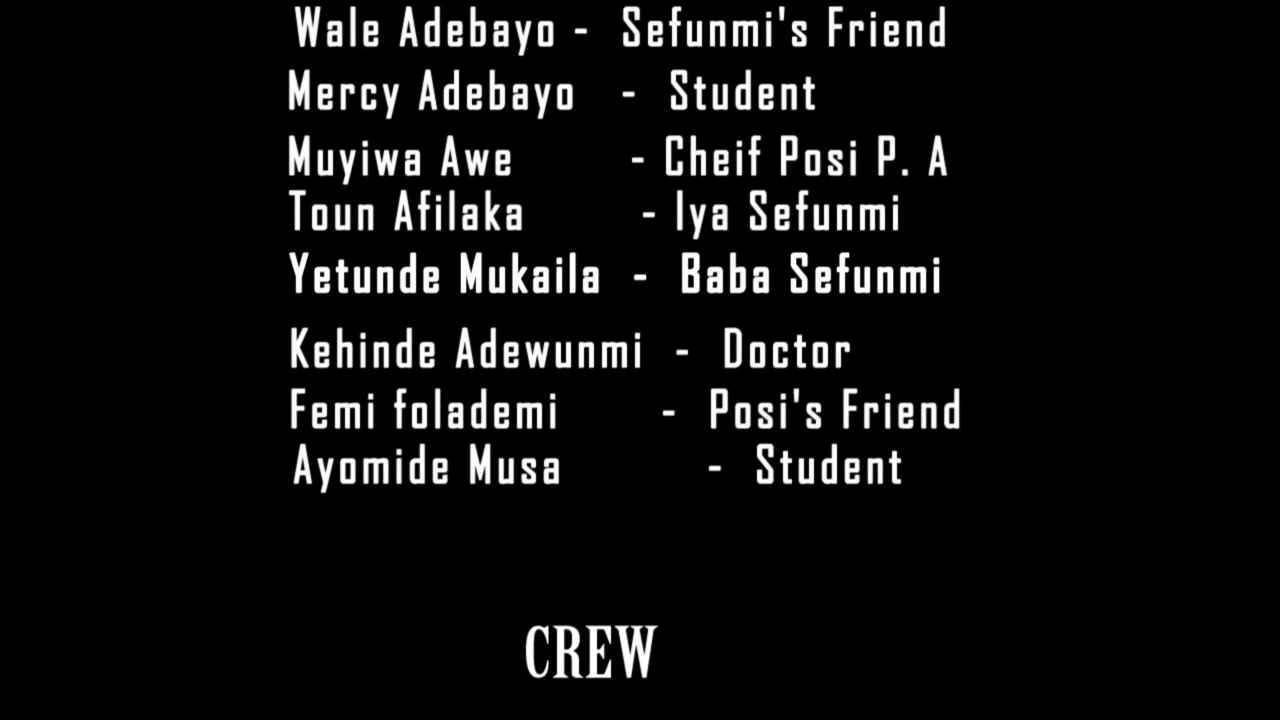 Wale Adebayo - Sefunmi's Friend
Mercy Adebayo - Student
Muyiwa Awe - Cheif Posi P. A
Toun Afilaka - Iya Sefunmi
Yetunde Mukaila - Baba Sefunmi
Kehinde Adewunmi - Doctor
Femi folademi - Posi's Friend
Ayomide Musa - Student
CREW